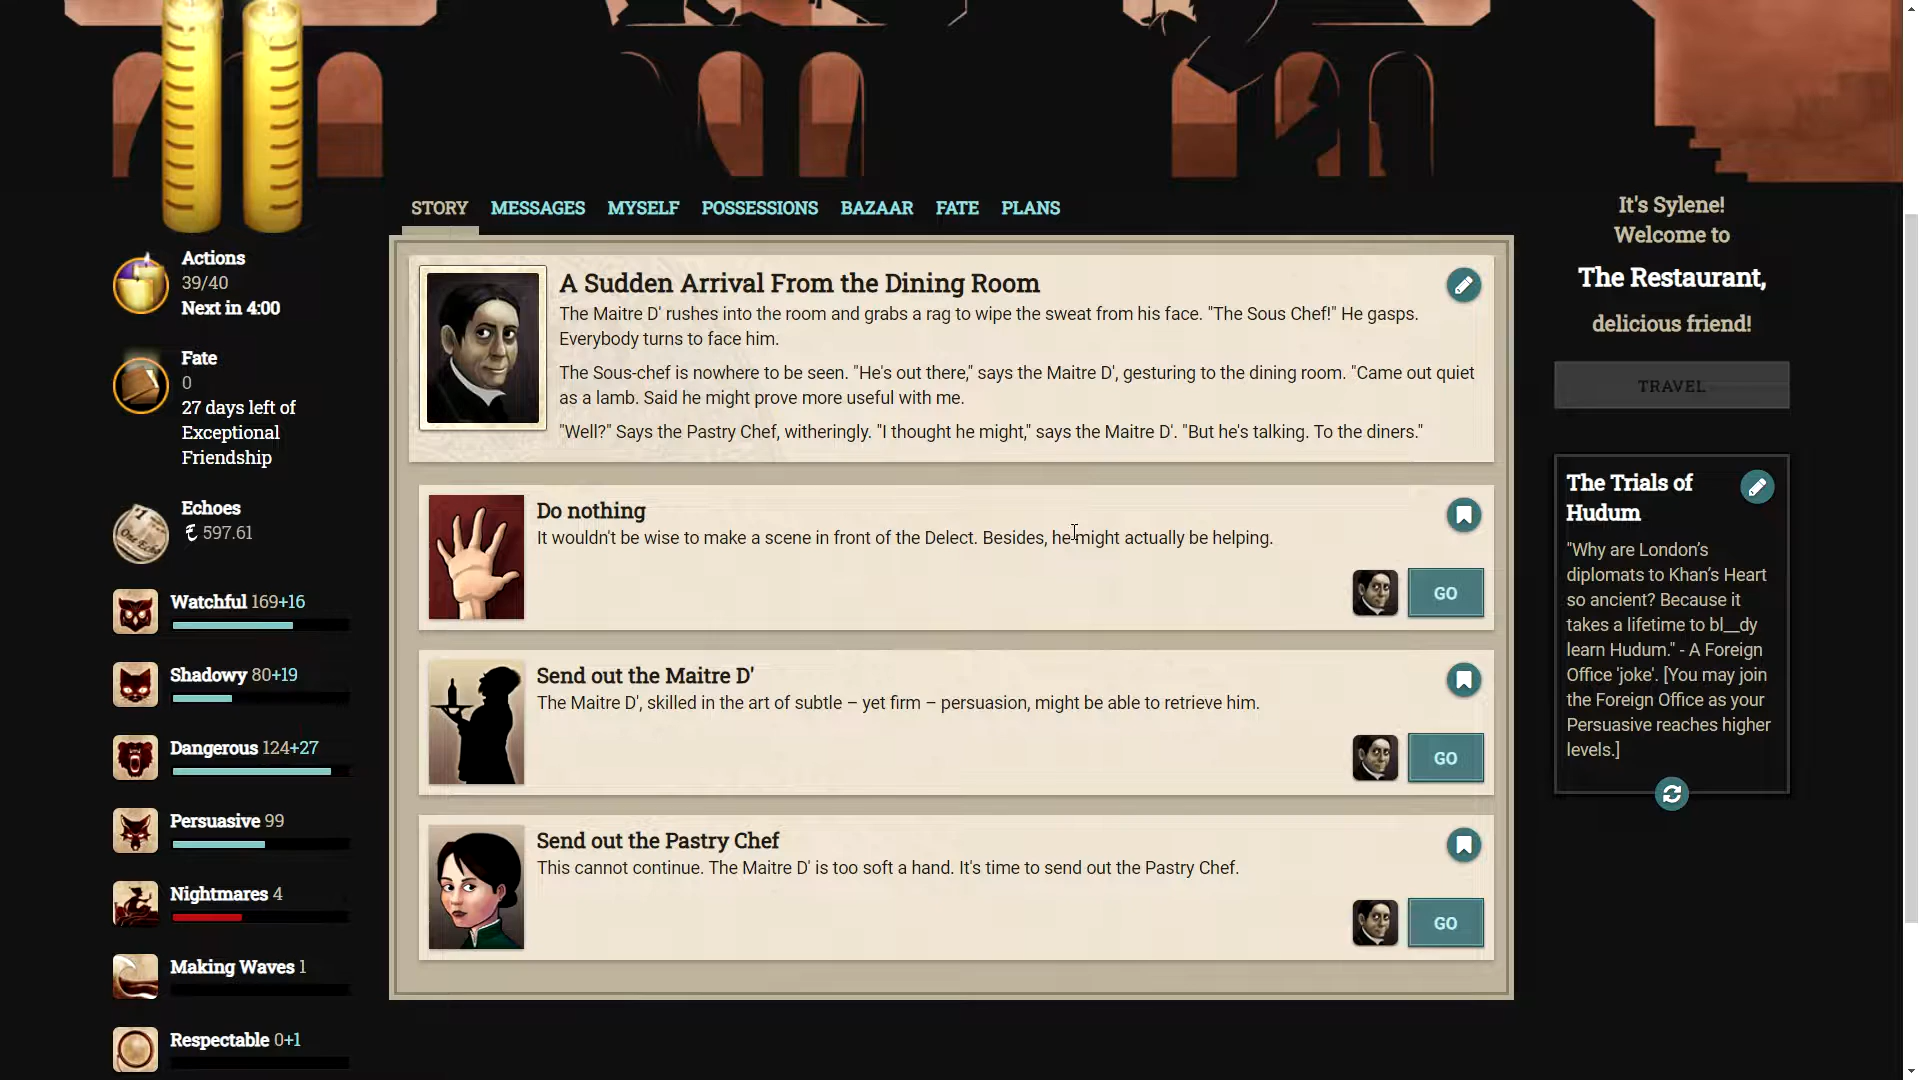 STORY MESSAGES MYSELF POSSESSIONS BAZAAR FATE PLANS
Actions
39/40
Next in 4:00
Fate
0
27 days left of
Exceptional
Friendship
Echoes
597.61
Watchful 169+16
Shadowy 80+19
Dangerous 124+27
Persuasive 99
Nightmares 4
Making Waves 1
Respectable 0+1
A Sudden Arrival From the Dining Room
The Maitre D' rushes into the room and grabs a rag to wipe the sweat from his face. "The Sous Chef!" He gasps.
Everybody turns to face him.
The Sous-chef is nowhere to be seen. "He's out there," says the Maitre D', gesturing to the dining room. "Came out quiet
as a lamb. Said he might prove more useful with me.
"Well?" Says the Pastry Chef, witheringly. "I thought he might," says the Maitre D'. "But he's talking. To the diners."
Do nothing
It wouldn't be wise to make a scene in front of the Delect. Besides, he might actually be helping.
GO
Send out the Maitre D'
The Maitre D', skilled in the art of subtle – yet firm – persuasion, might be able to retrieve him.
GO
Send out the Pastry Chef
This cannot continue. The Maitre D' is too soft a hand. It's time to send out the Pastry Chef.
GO
It's Sylene!
Welcome to
The Restaurant,
delicious friend!
TRAVEL
The Trials of
Hudum
"Why are London's
diplomats to Khan's Heart
so ancient? Because it
takes a lifetime to bl__dy
learn Hudum." - A Foreign
Office 'joke'. [You may join
the Foreign Office as your
Persuasive reaches higher
levels.]